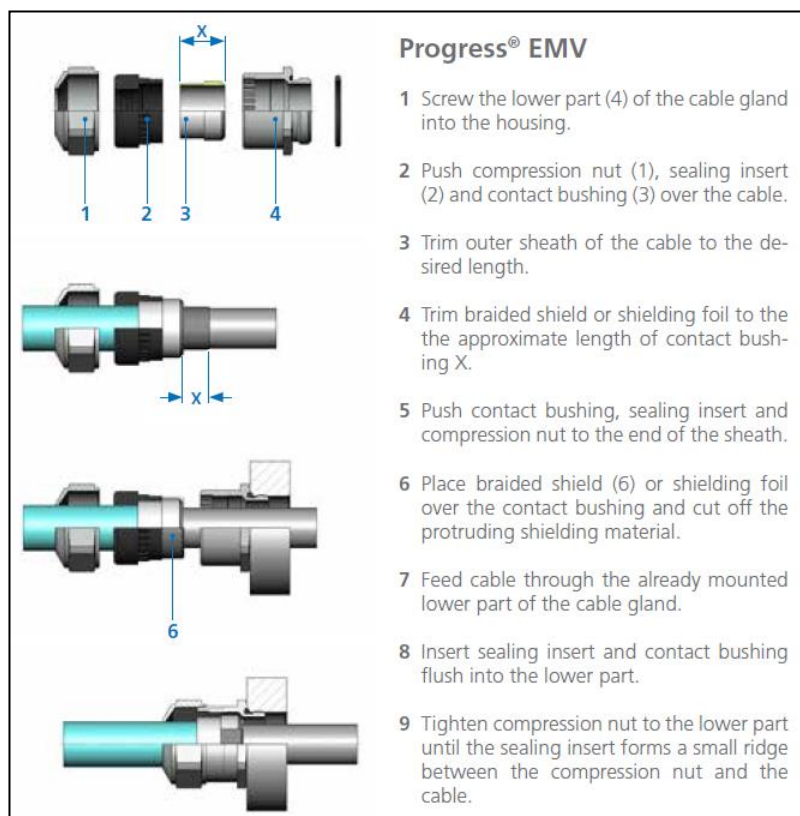 X
1
2
3
4
X
6
Progress® EMV
1 Screw the lower part (4) of the cable gland
into the housing.
2 Push compression nut (1), sealing insert
(2) and contact bushing (3) over the cable.
3 Trim outer sheath of the cable to the de-
sired length.
4 Trim braided shield or shielding foil to the
the approximate length of contact bush-
ing X.
5 Push contact bushing, sealing insert and
compression nut to the end of the sheath.
6 Place braided shield (6) or shielding foil
over the contact bushing and cut off the
protruding shielding material.
7 Feed cable through the already mounted
lower part of the cable gland.
8 Insert sealing insert and contact bushing
flush into the lower part.
9 Tighten compression nut to the lower part
until the sealing insert forms a small ridge
between the compression nut and the
cable.